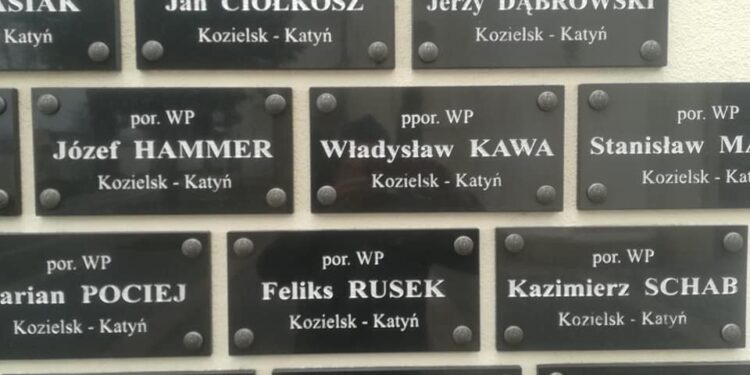 Jan CIOŁKOSZ
Kozielsk - Katyń
Jerzy DĄBROWSKI
Kozielsk - Katyń
Katyń
por. WP
Józef HAMMER
Kozielsk - Katyń
ppor. WP
Władysław KAWA
Kozielsk - Katyń
por. WP
Stanisław
Kozielsk -
por. WP
POCIEJ
Kozielsk - Katyń
por. WP
Feliks RUSEK
Kozielsk - Katyń
por. WP
Kazimierz SCHAB
Kozielsk - Katyń